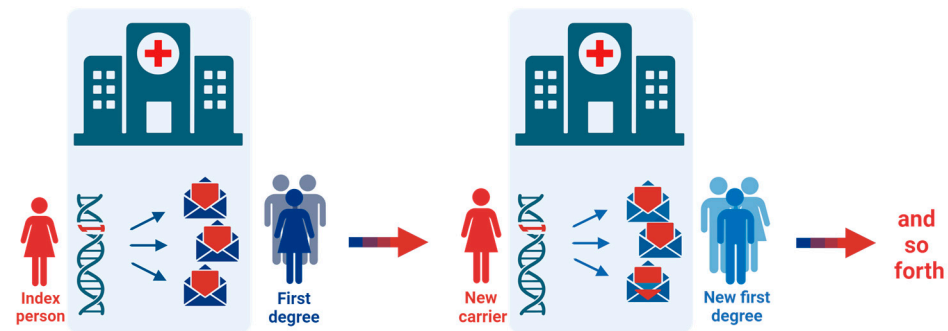 Index
person
First
degree
New
carrier
New first
degree
and
so
forth